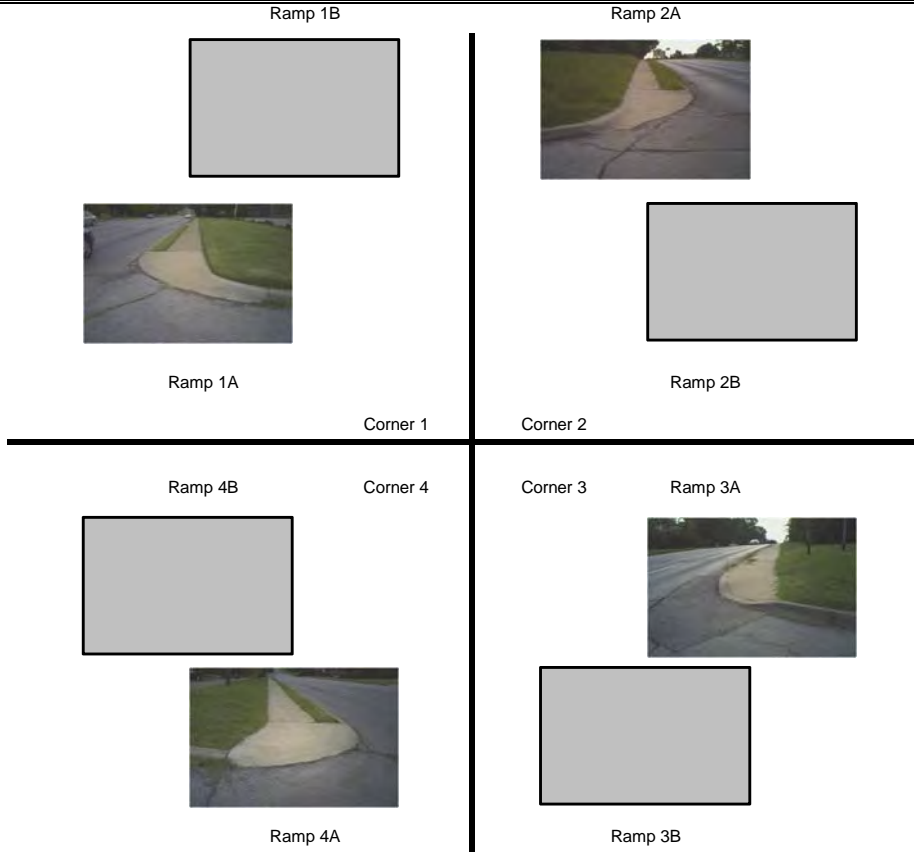 Ramp 1B
Ramp 2A
Ramp 1A
Ramp 2B
Corner 1
Corner 2
Ramp 4B
Corner 4
Corner 3
Ramp 3A
Ramp 4A
Ramp 3B